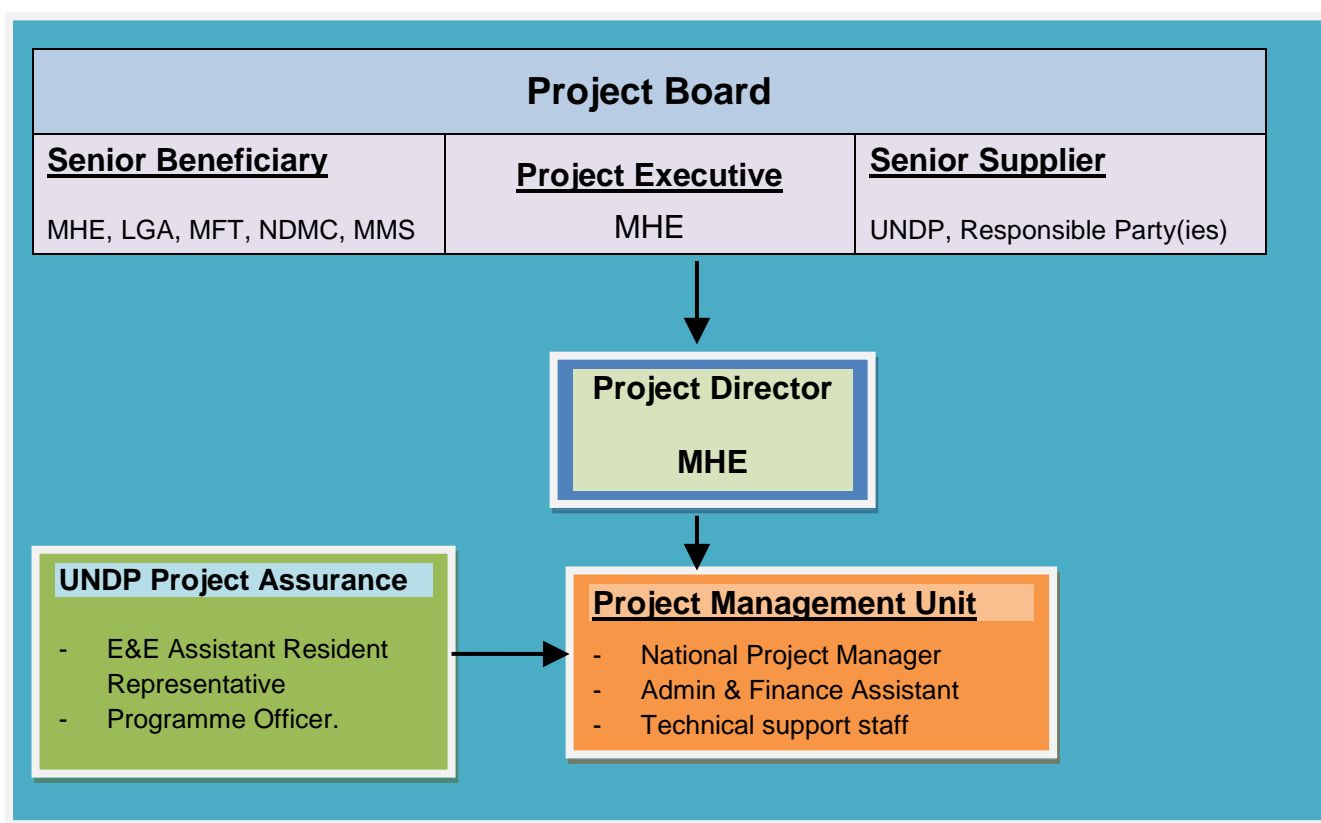 Project Board
Senior Beneficiary
MHE, LGA, MFT, NDMC, MMS
Project Executive
MHE
Senior Supplier
UNDP, Responsible Party(ies)
Project Director
MHE
UNDP Project Assurance
- E&E Assistant Resident
Representative
- Programme Officer.
Project Management Unit
- National Project Manager
- Admin & Finance Assistant
- Technical support staff